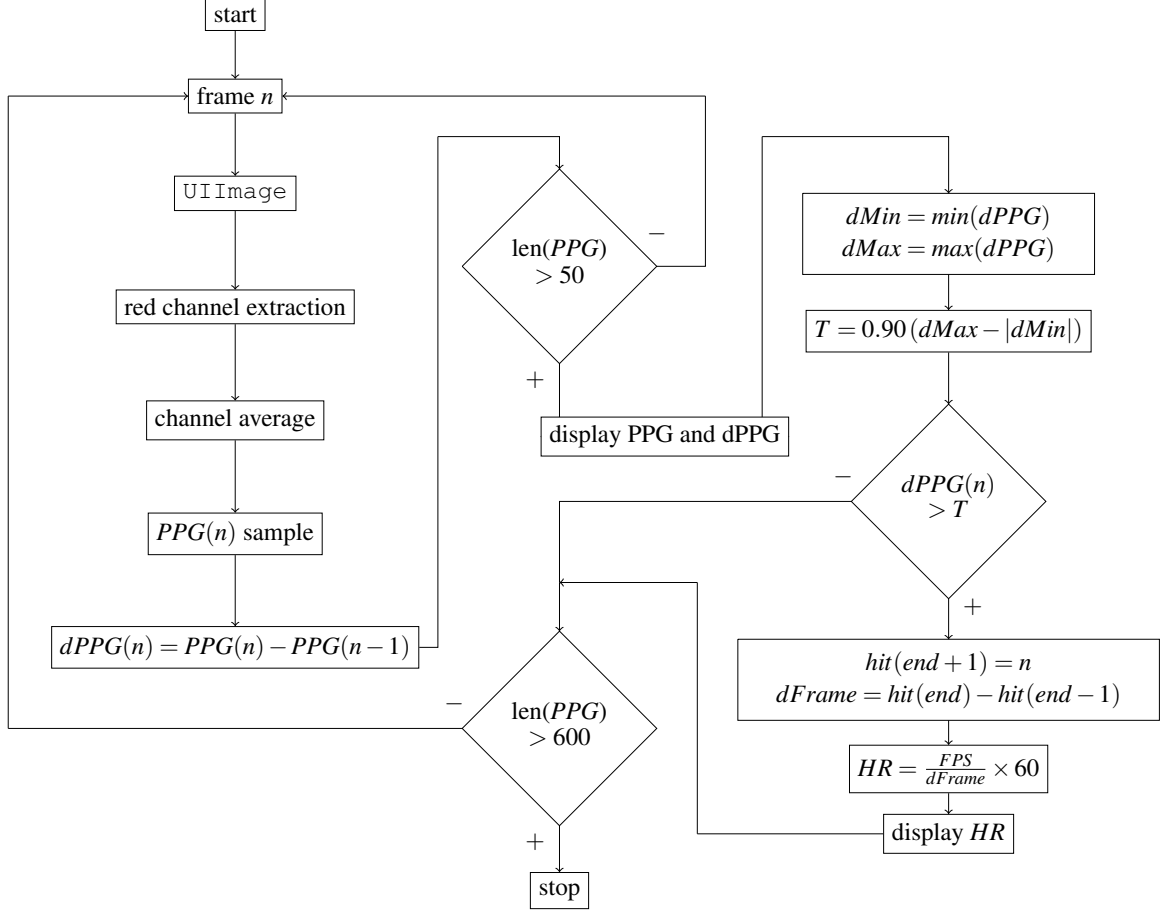 start
frame n
UIImage
red channel extraction
channel average
PPG(n) sample
dPPG(n) = PPG(n) − PPG(n − 1)
len(PPG)
> 50
−
+
display PPG and dPPG
dMin = min(dPPG)
dMax = max(dPPG)
T = 0.90 (dMax − |dMin|)
dPPG(n)
> T
−
+
hit(end + 1) = n
dFrame = hit(end) − hit(end − 1)
HR = FPS/dFrame × 60
display HR
len(PPG)
> 600
−
+
stop